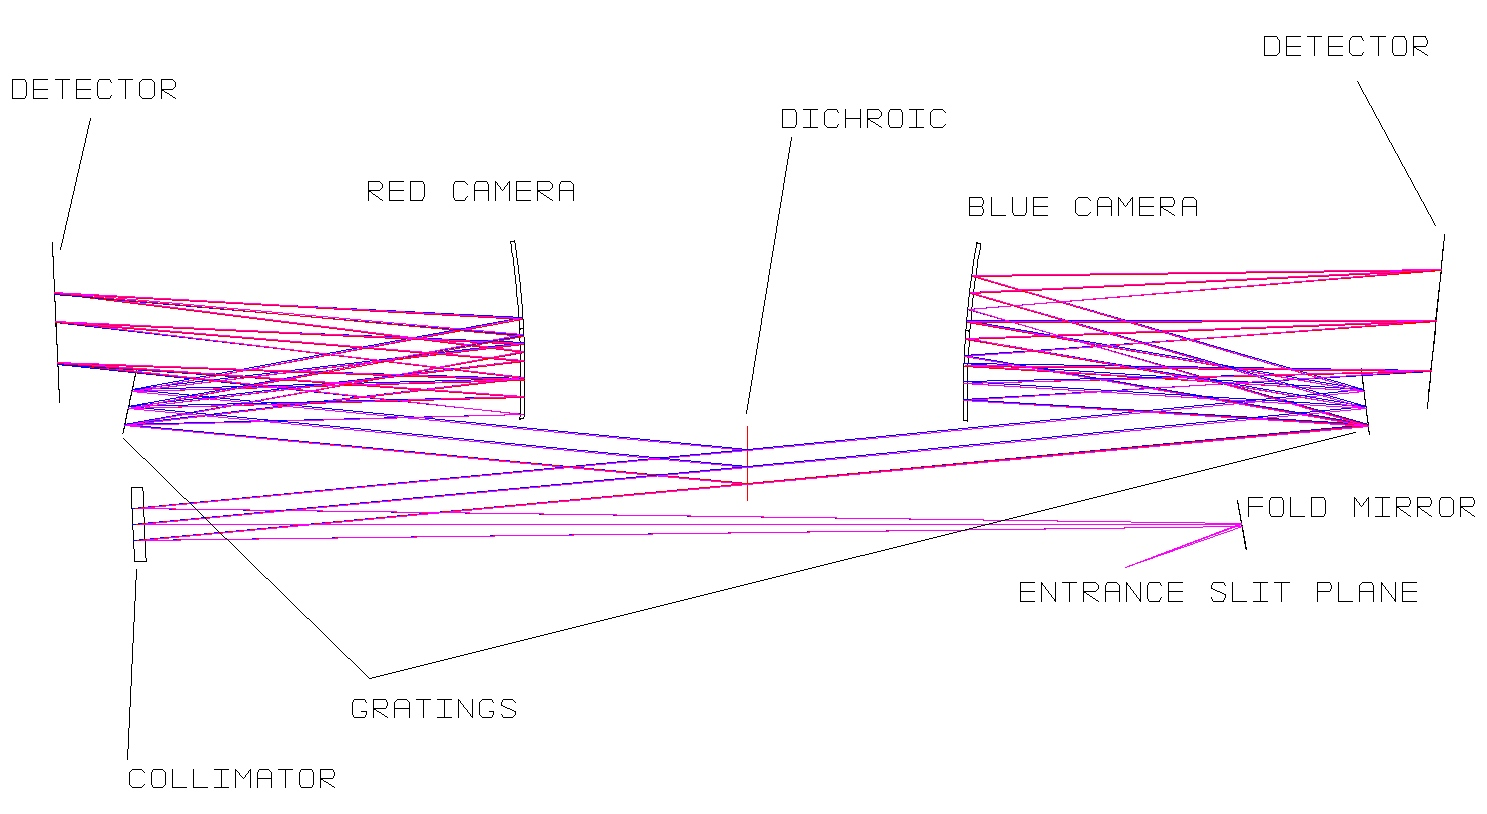 DETECTOR
DETECTOR
DICHROIC
RED CAMERA
BLUE CAMERA
FOLD MIRROR
ENTRANCE SLIT PLANE
GRATINGS
COLLIMATOR